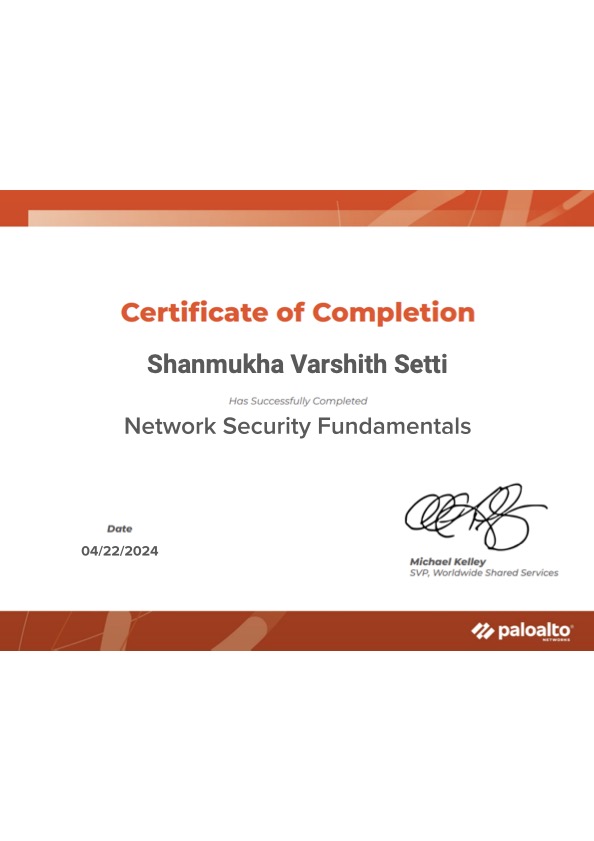 Certificate of Completion
Shanmukha Varshith Setti
Has Successfully Completed
Network Security Fundamentals
Date
04/22/2024
Michael Kelley
SVP, Worldwide Shared Services
paloalto®
NETWORKS